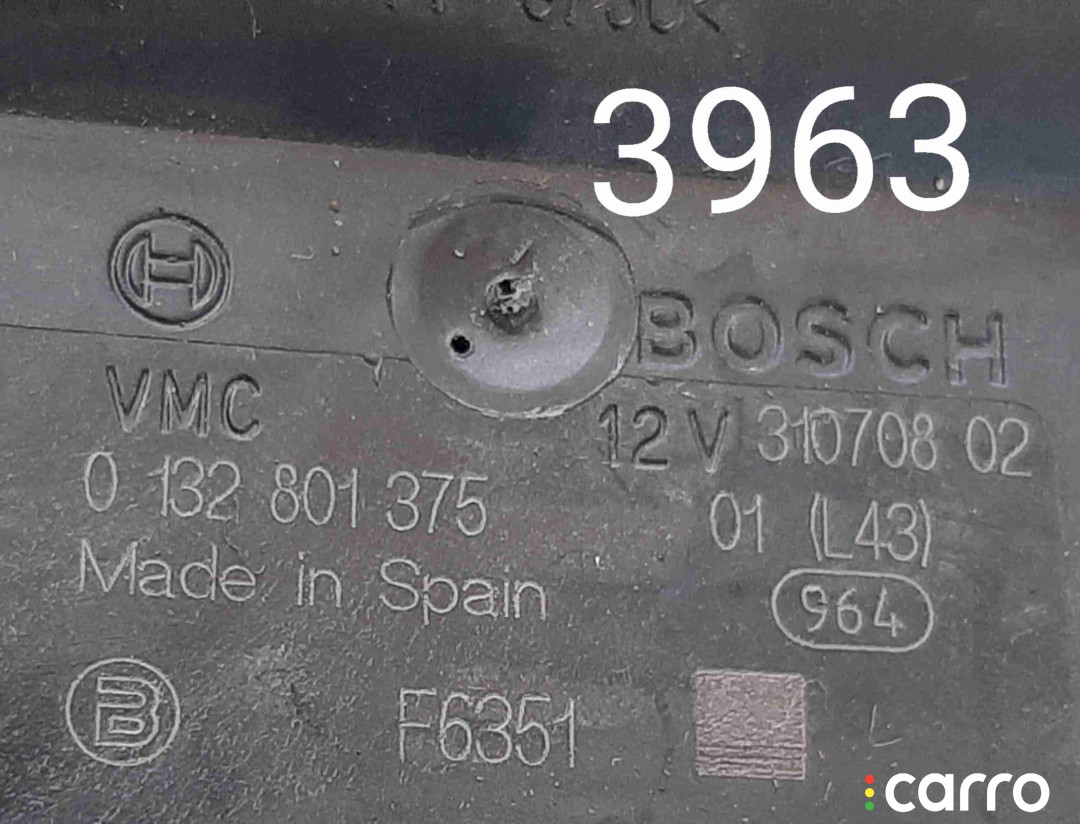 3963
BOSCH
VMC
12 V 310708 02
0 132 801 375
01 (L43)
Made in Spain
964
B
F6351
L
carro